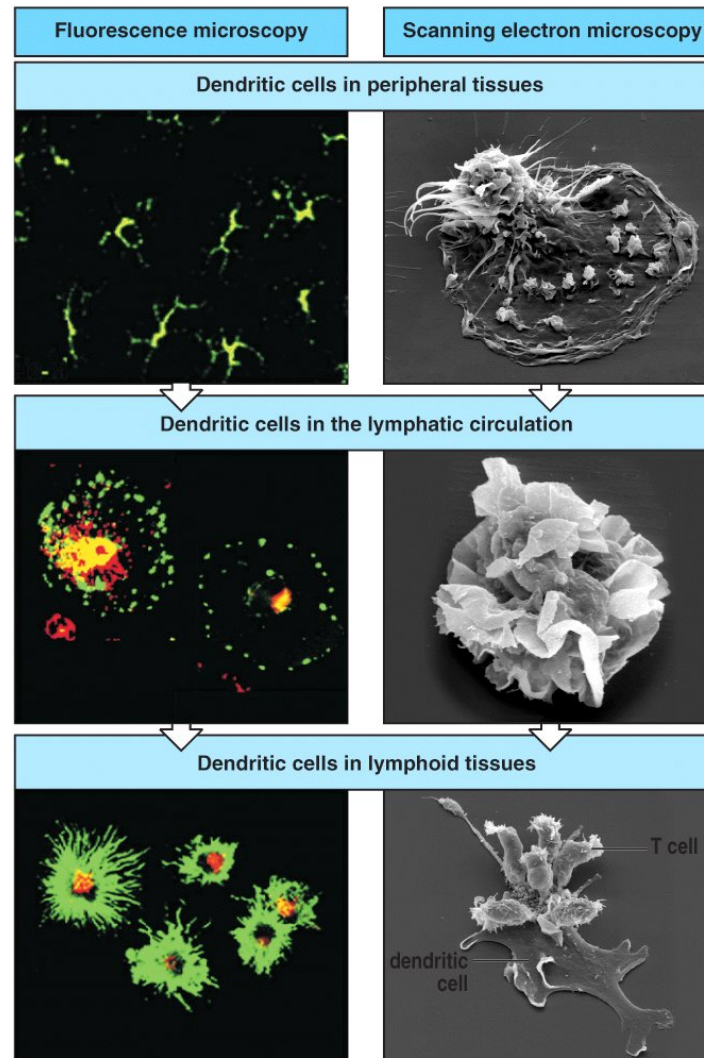 Fluorescence microscopy
Scanning electron microscopy
Dendritic cells in peripheral tissues
Dendritic cells in the lymphatic circulation
Dendritic cells in lymphoid tissues
T cell
dendritic
cell